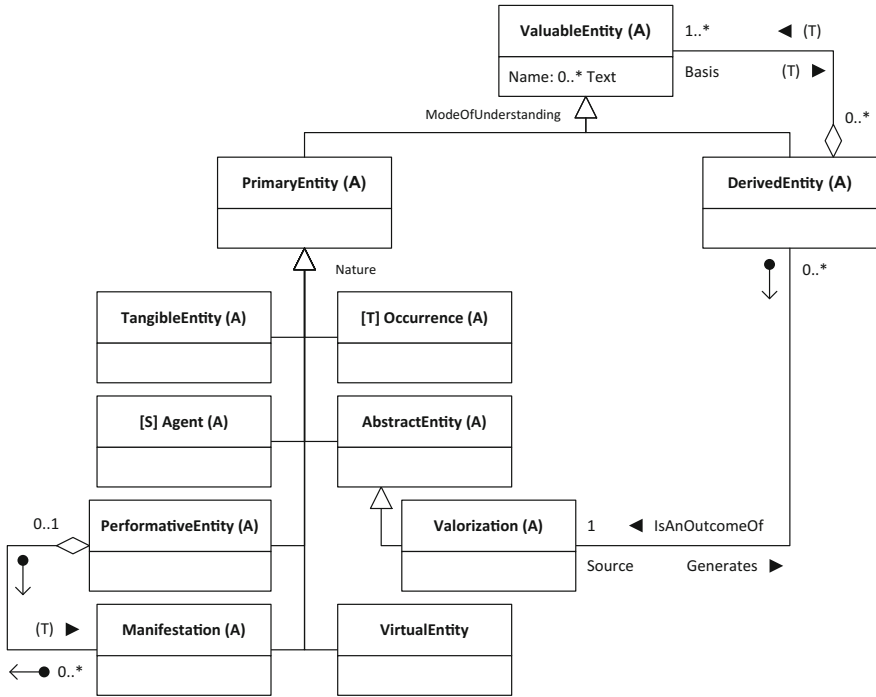 ValuableEntity (A)
1..* ◄ (T)
Name: 0..* Text
Basis (T) ►
0..*
ModeOfUnderstanding
PrimaryEntity (A)
DerivedEntity (A)
Nature
0..*
TangibleEntity (A)
[T] Occurrence (A)
[S] Agent (A)
AbstractEntity (A)
0..1
PerformativeEntity (A)
Valorization (A)
1 ◄ IsAnOutcomeOf
Source Generates ►
(T) ►
Manifestation (A)
VirtualEntity
0..*